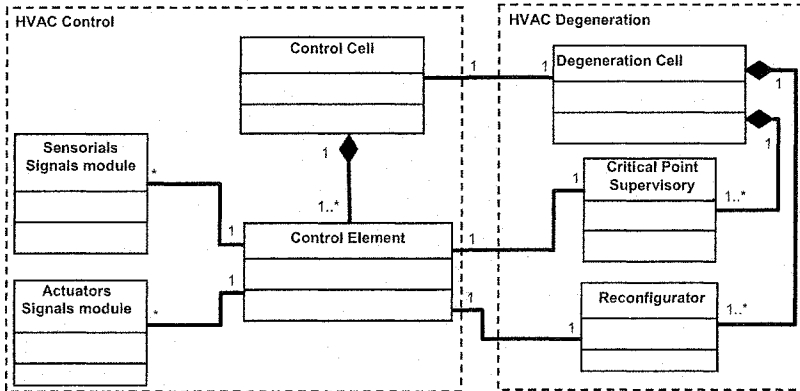 HVAC Control
HVAC Degeneration
Control Cell
1
1
Degeneration Cell
1
1
1
1..*
Sensorials
Signals module
*
1
Control Element
1
1
Critical Point
Supervisory
1..*
Actuators
Signals module
*
1
1
1
Reconfigurator
1..*